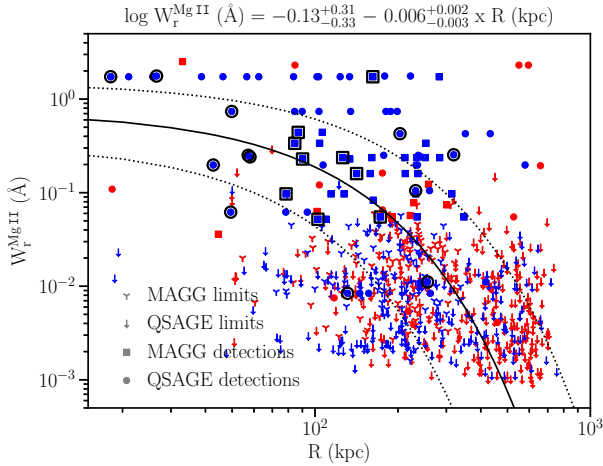 log W_r^{Mg II} (Å) = −0.13^{+0.31}_{−0.33} − 0.006^{+0.002}_{−0.003} x R (kpc)
10^0
10^{−1}
10^{−2}
10^{−3}
W_r^{Mg II} (Å)
MAGG limits
QSAGE limits
MAGG detections
QSAGE detections
10^2
10^3
R (kpc)